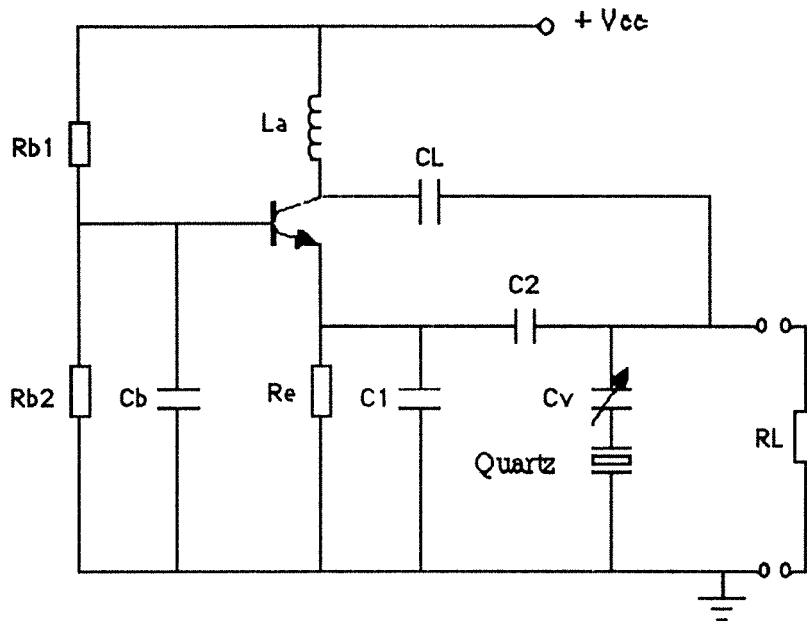 + Vcc
La
Rb1
CL
C2
Rb2
Cb
Re
C1
Cv
RL
Quartz